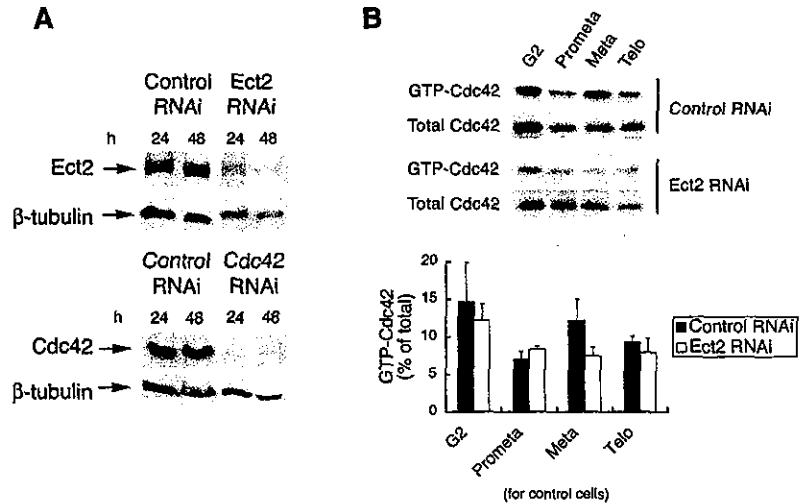 A
Control Ect2
RNAi RNAi
h 24 48 24 48
Ect2
β-tubulin
Control Cdc42
RNAi RNAi
h 24 48 24 48
Cdc42
β-tubulin
B
G2 Prometa Meta Telo
GTP-Cdc42
Total Cdc42
Control RNAi
GTP-Cdc42
Total Cdc42
Ect2 RNAi
GTP-Cdc42
(% of total)
20
15
10
5
0
G2 Prometa Meta Telo
(for control cells)
Control RNAi
Ect2 RNAi